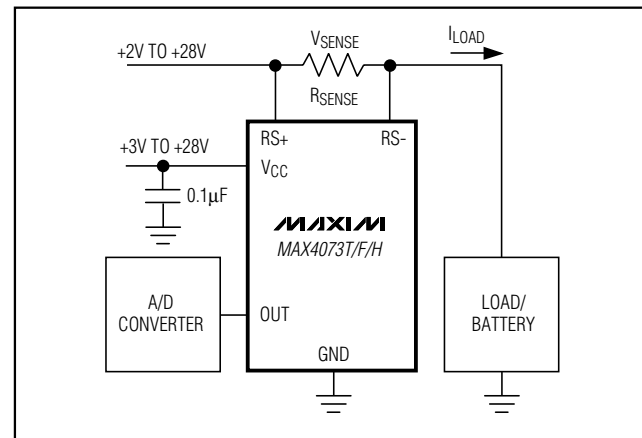 +2V TO +28V
VSENSE
ILOAD
RSENSE
RS+
RS-
+3V TO +28V
VCC
0.1μF
MAXIM
MAX4073T/F/H
A/D
CONVERTER
OUT
LOAD/
BATTERY
GND